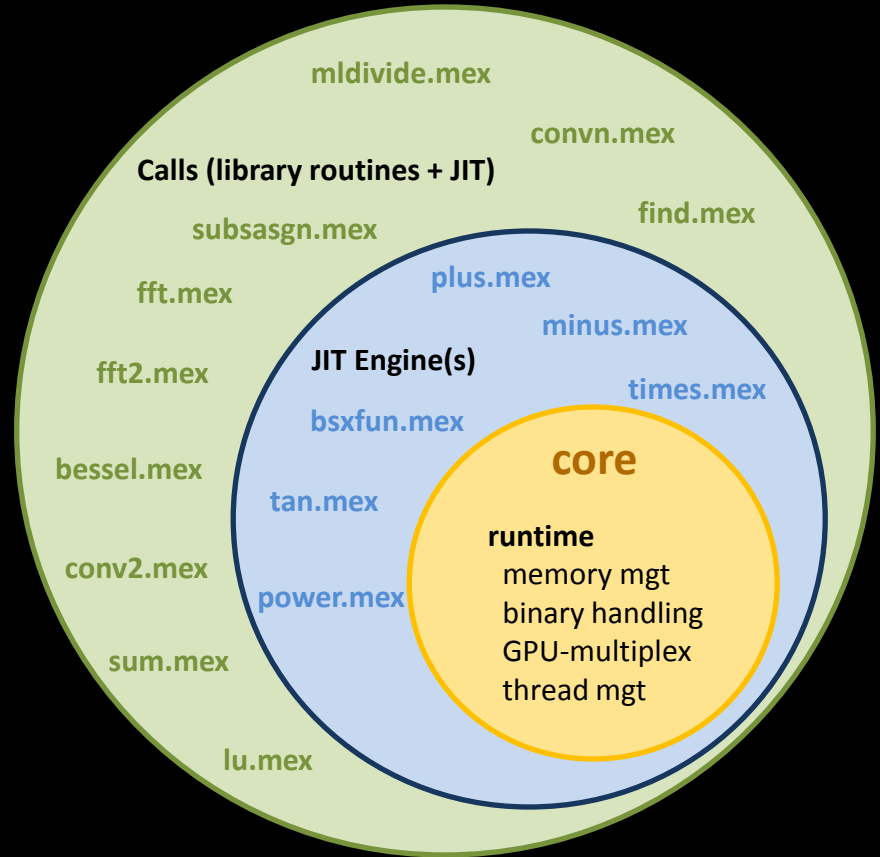 mldivide.mex
convn.mex
Calls (library routines + JIT)
find.mex
subsasgn.mex
plus.mex
fft.mex
minus.mex
JIT Engine(s)
fft2.mex
times.mex
bsxfun.mex
core
bessel.mex
tan.mex
runtime
memory mgt
conv2.mex
power.mex
binary handling
GPU-multiplex
sum.mex
thread mgt
lu.mex